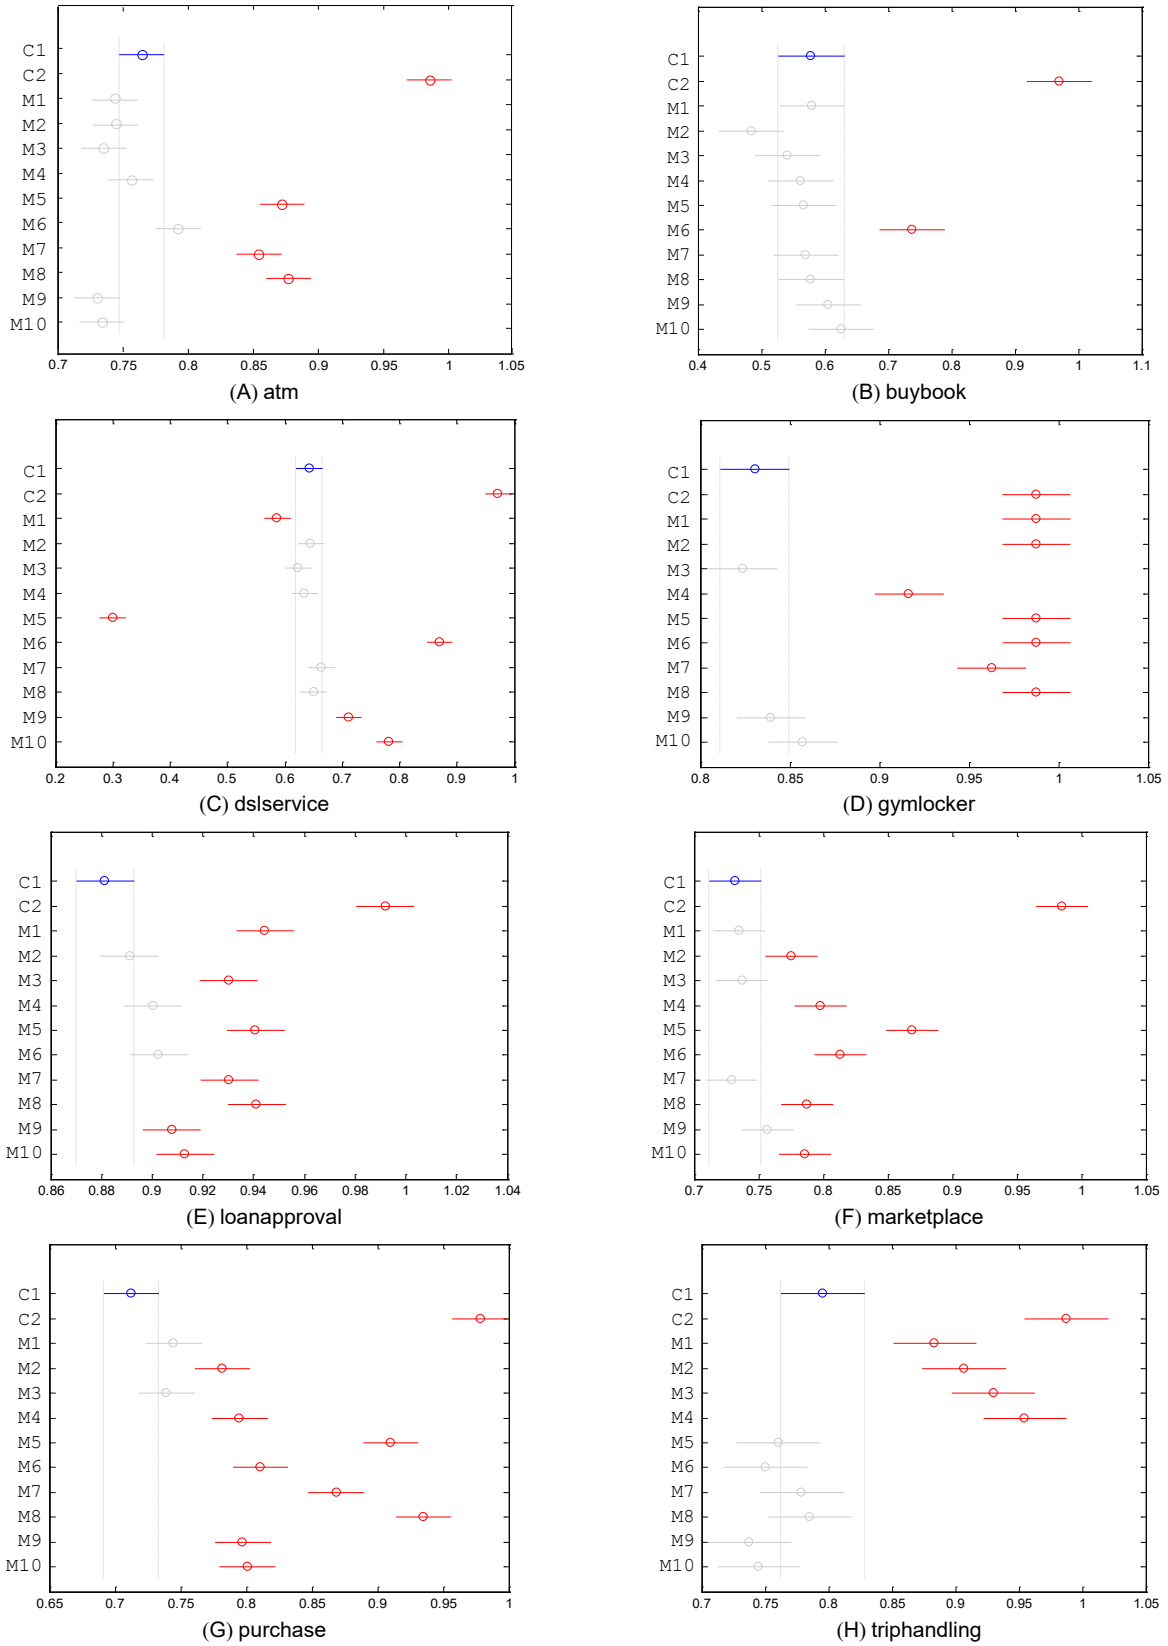 C1
C2
M1
M2
M3
M4
M5
M6
M7
M8
M9
M10
0.7 0.75 0.8 0.85 0.9 0.95 1 1.05
(A) atm
C1
C2
M1
M2
M3
M4
M5
M6
M7
M8
M9
M10
0.4 0.5 0.6 0.7 0.8 0.9 1 1.1
(B) buybook
C1
C2
M1
M2
M3
M4
M5
M6
M7
M8
M9
M10
0.2 0.3 0.4 0.5 0.6 0.7 0.8 0.9 1
(C) dslservice
C1
C2
M1
M2
M3
M4
M5
M6
M7
M8
M9
M10
0.8 0.85 0.9 0.95 1 1.05
(D) gymlocker
C1
C2
M1
M2
M3
M4
M5
M6
M7
M8
M9
M10
0.86 0.88 0.9 0.92 0.94 0.96 0.98 1 1.02 1.04
(E) loanapproval
C1
C2
M1
M2
M3
M4
M5
M6
M7
M8
M9
M10
0.7 0.75 0.8 0.85 0.9 0.95 1 1.05
(F) marketplace
C1
C2
M1
M2
M3
M4
M5
M6
M7
M8
M9
M10
0.65 0.7 0.75 0.8 0.85 0.9 0.95 1
(G) purchase
C1
C2
M1
M2
M3
M4
M5
M6
M7
M8
M9
M10
0.7 0.75 0.8 0.85 0.9 0.95 1 1.05
(H) triphandling